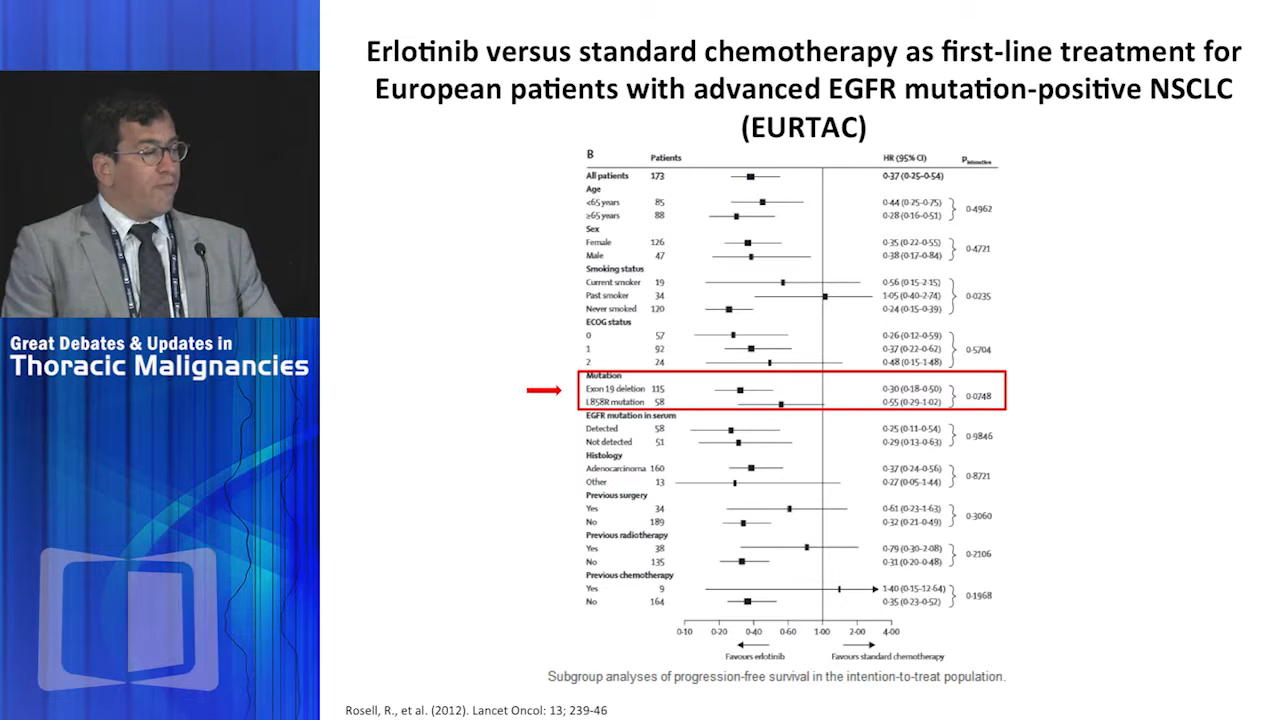 Erlotinib versus standard chemotherapy as first-line treatment for
European patients with advanced EGFR mutation-positive NSCLC
(EURTAC)
Great Debates & Updates in
Thoracic Malignancies
B Patients HR (95% CI) Pinteraction
All patients 173 0·37 (0·25–0·54)
Age
<65 years 85 0·44 (0·25–0·75)
≥65 years 88 0·28 (0·16–0·51)
0·4962
Sex
Female 126 0·35 (0·22–0·55)
Male 47 0·38 (0·17–0·84)
0·4721
Smoking status
Current smoker 19 0·56 (0·15–2·15)
Past smoker 34 1·05 (0·40–2·74) 0·0235
Never smoked 120 0·24 (0·15–0·39)
ECOG status
0 57 0·26 (0·12–0·59)
1 92 0·37 (0·22–0·62) 0·5704
2 24 0·48 (0·15–1·48)
Mutation
Exon 19 deletion 115 0·30 (0·18–0·50)
L858R mutation 58 0·55 (0·29–1·02)
0·0748
EGFR mutation in serum
Detected 58 0·25 (0·11–0·54)
Not detected 51 0·29 (0·13–0·63)
0·9846
Histology
Adenocarcinoma 160 0·37 (0·24–0·56)
Other 13 0·27 (0·05–1·44)
0·8721
Previous surgery
Yes 34 0·61 (0·23–1·63)
No 189 0·32 (0·21–0·49)
0·3060
Previous radiotherapy
Yes 38 0·79 (0·30–2·08)
No 135 0·31 (0·20–0·48)
0·2106
Previous chemotherapy
Yes 9 1·40 (0·15–12·64)
No 164 0·35 (0·23–0·52)
0·1968
0·10 0·20 0·40 0·60 1·00 2·00 4·00
Favours erlotinib Favours standard chemotherapy
Subgroup analyses of progression-free survival in the intention-to-treat population.
Rosell, R., et al. (2012). Lancet Oncol: 13; 239-46